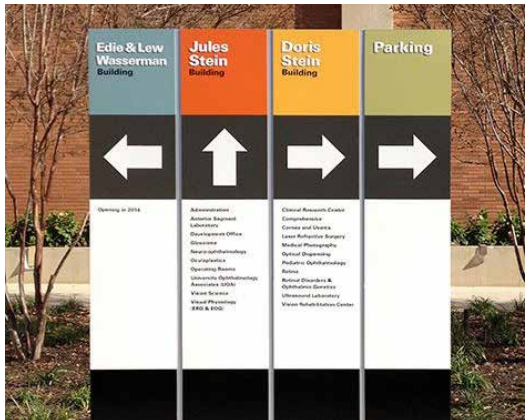 Edie & Lew
Wasserman
Building
Opening in 2014
Jules
Stein
Building
Administration
Anterior Segment
Laboratory
Development Office
Glaucoma
Neuro-ophthalmology
Oculoplastics
Operating Rooms
University Ophthalmology
Associates (UOA)
Vision Science
Visual Physiology
(ERG & EOG)
Doris
Stein
Building
Clinical Research Center
Comprehensive
Cornea and Uveitis
Laser Refractive Surgery
Medical Photography
Optical Dispensing
Pediatric Ophthalmology
Retina
Retinal Disorders &
Ophthalmic Genetics
Ultrasound Laboratory
Vision Rehabilitation Center
Parking